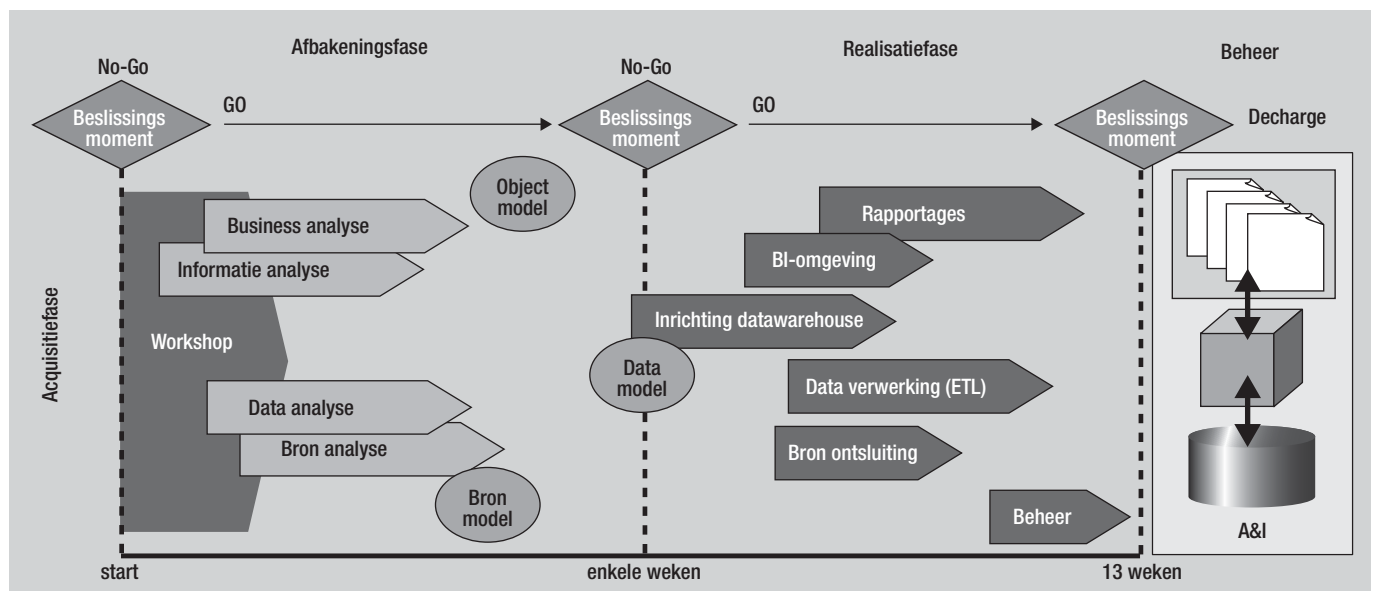 Afbakeningsfase
Realisatiefase
Beheer
No-Go
No-Go
GO
GO
Beslissings
moment
Beslissings
moment
Beslissings
moment
Decharge
Object
model
Business analyse
Informatie analyse
Workshop
Data analyse
Bron analyse
Bron
model
Acquisitiefase
Rapportages
BI-omgeving
Inrichting datawarehouse
Data
model
Data verwerking (ETL)
Bron ontsluiting
Beheer
A&I
start
enkele weken
13 weken